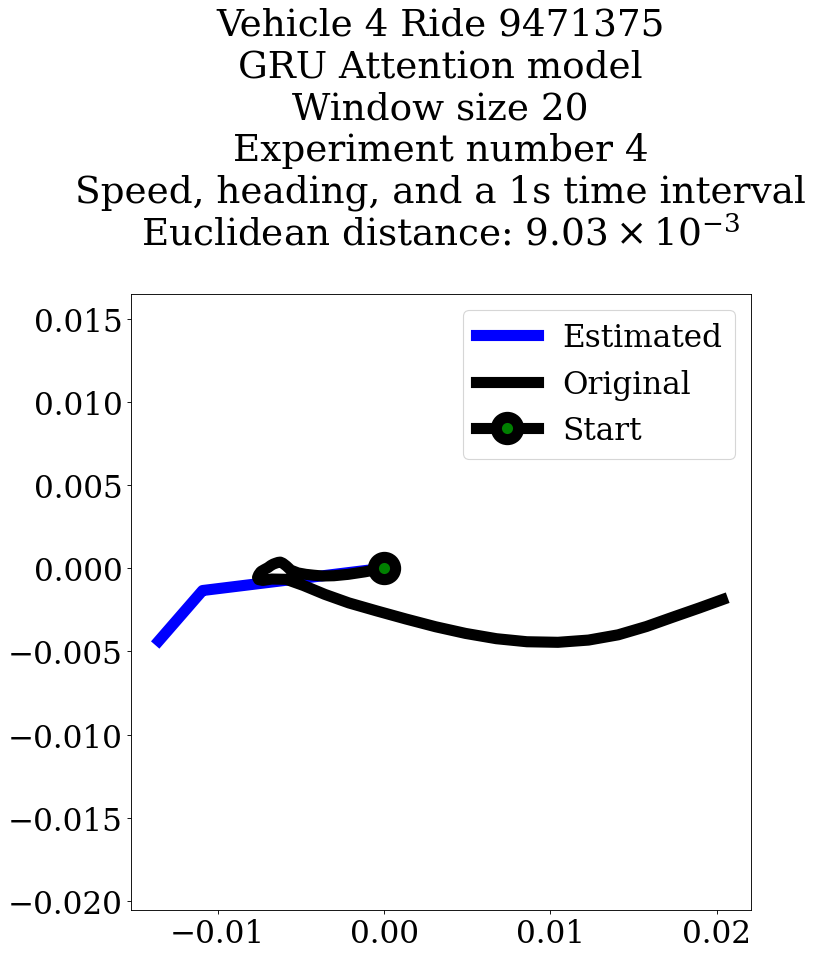 Vehicle 4 Ride 9471375
GRU Attention model
Window size 20
Experiment number 4
Speed, heading, and a 1s time interval
Euclidean distance: 9.03 × 10⁻³
Estimated
Original
Start
0.015
0.010
0.005
0.000
−0.005
−0.010
−0.015
−0.020
−0.01 0.00 0.01 0.02